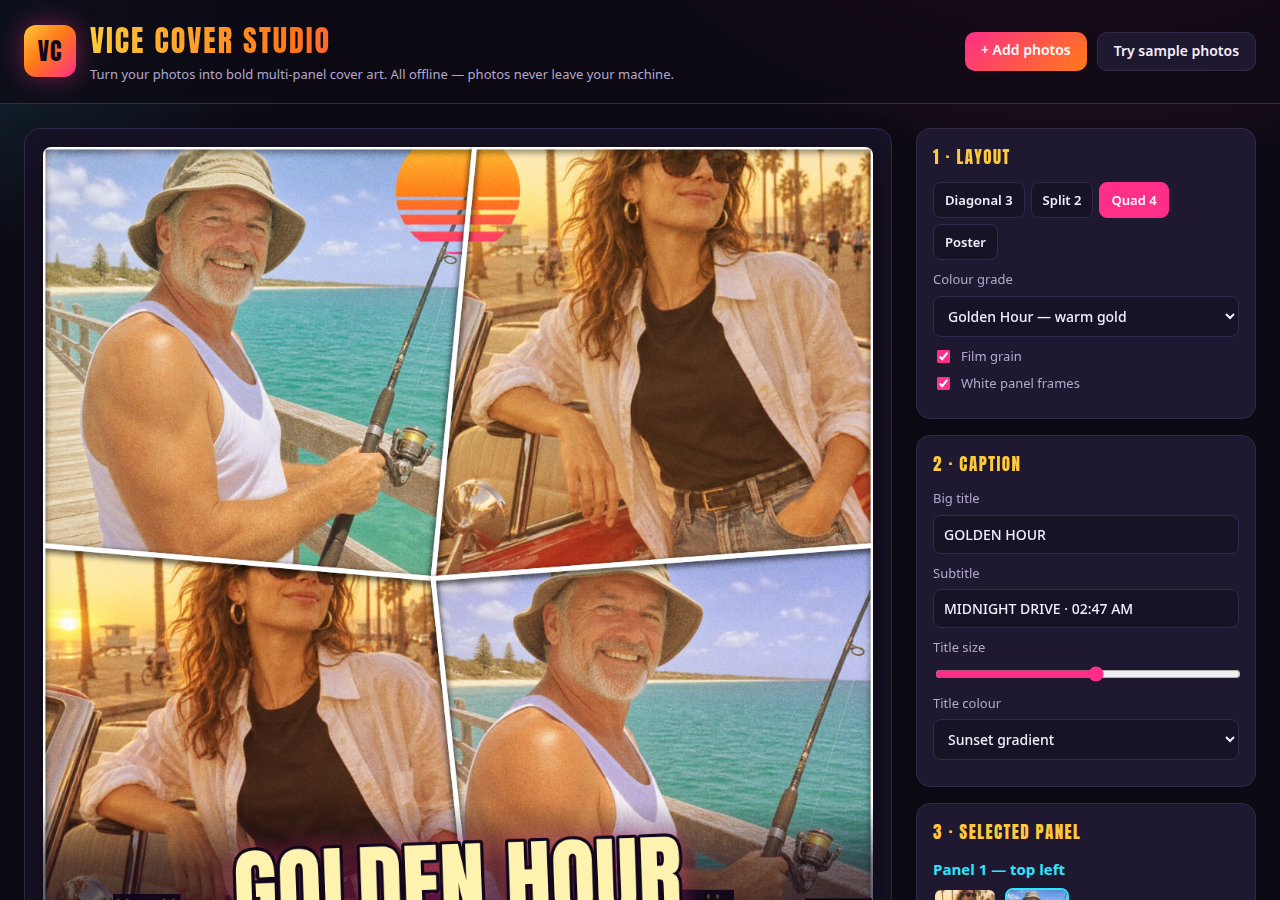 VC
VICE COVER STUDIO
Turn your photos into bold multi-panel cover art. All offline — photos never leave your machine.
+ Add photos
Try sample photos
1 · LAYOUT
Diagonal 3
Split 2
Quad 4
Poster
Colour grade
Golden Hour — warm gold
Film grain
White panel frames
2 · CAPTION
Big title
GOLDEN HOUR
Subtitle
MIDNIGHT DRIVE · 02:47 AM
Title size
Title colour
Sunset gradient
3 · SELECTED PANEL
Panel 1 — top left
GOLDEN HOUR